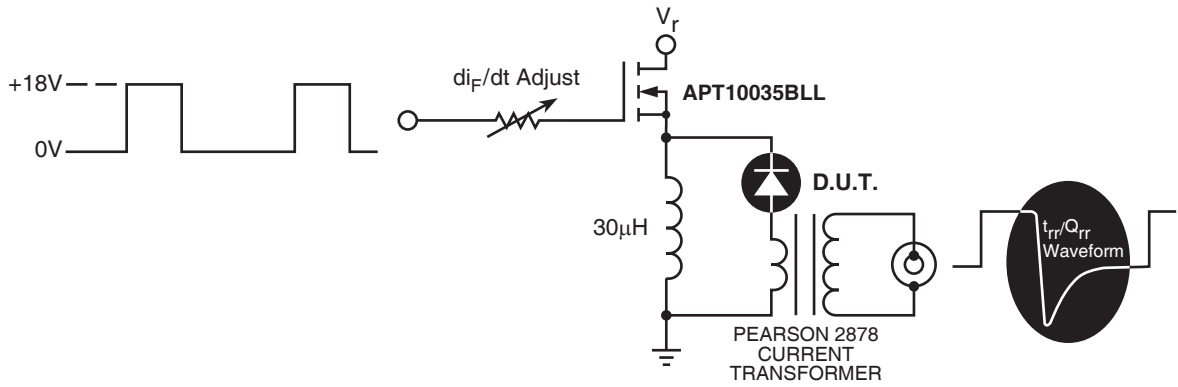 V_r
+18V
di_F/dt Adjust
APT10035BLL
0V
D.U.T.
30μH
t_rr/Q_rr
Waveform
PEARSON 2878
CURRENT
TRANSFORMER